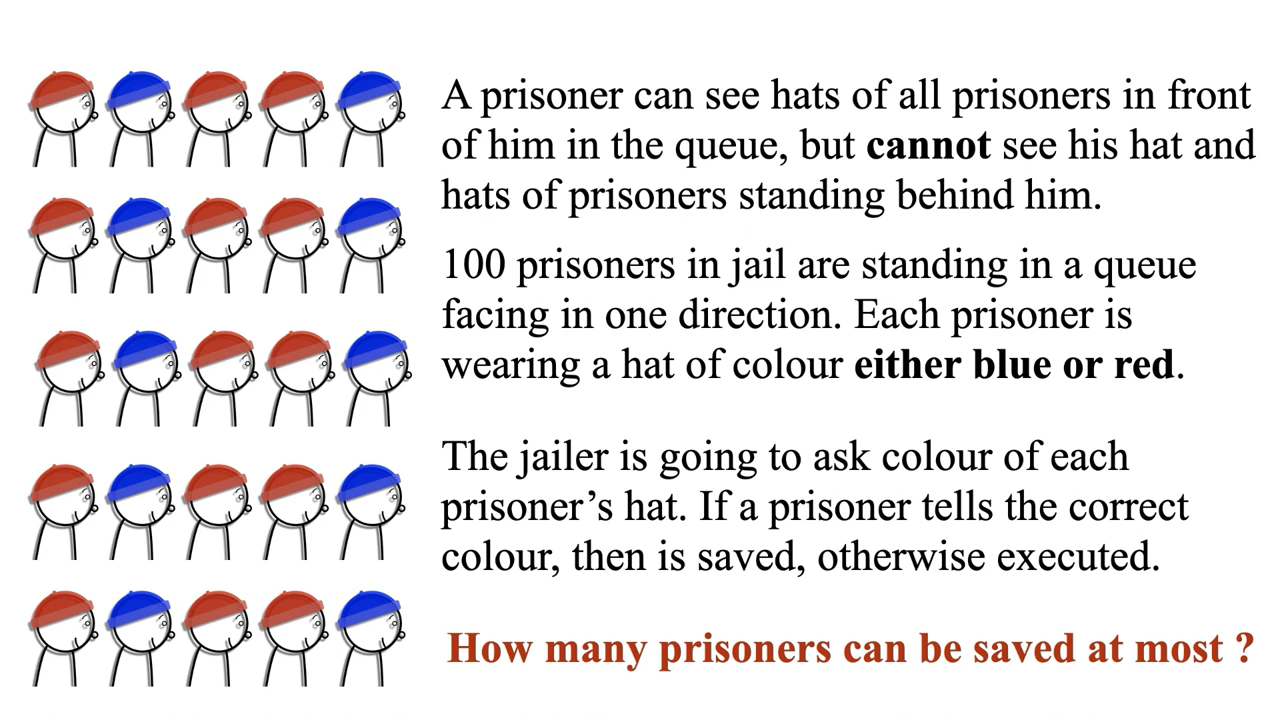 A prisoner can see hats of all prisoners in front
of him in the queue, but cannot see his hat and
hats of prisoners standing behind him.
100 prisoners in jail are standing in a queue
facing in one direction. Each prisoner is
wearing a hat of colour either blue or red.
The jailer is going to ask colour of each
prisoner’s hat. If a prisoner tells the correct
colour, then is saved, otherwise executed.
How many prisoners can be saved at most ?